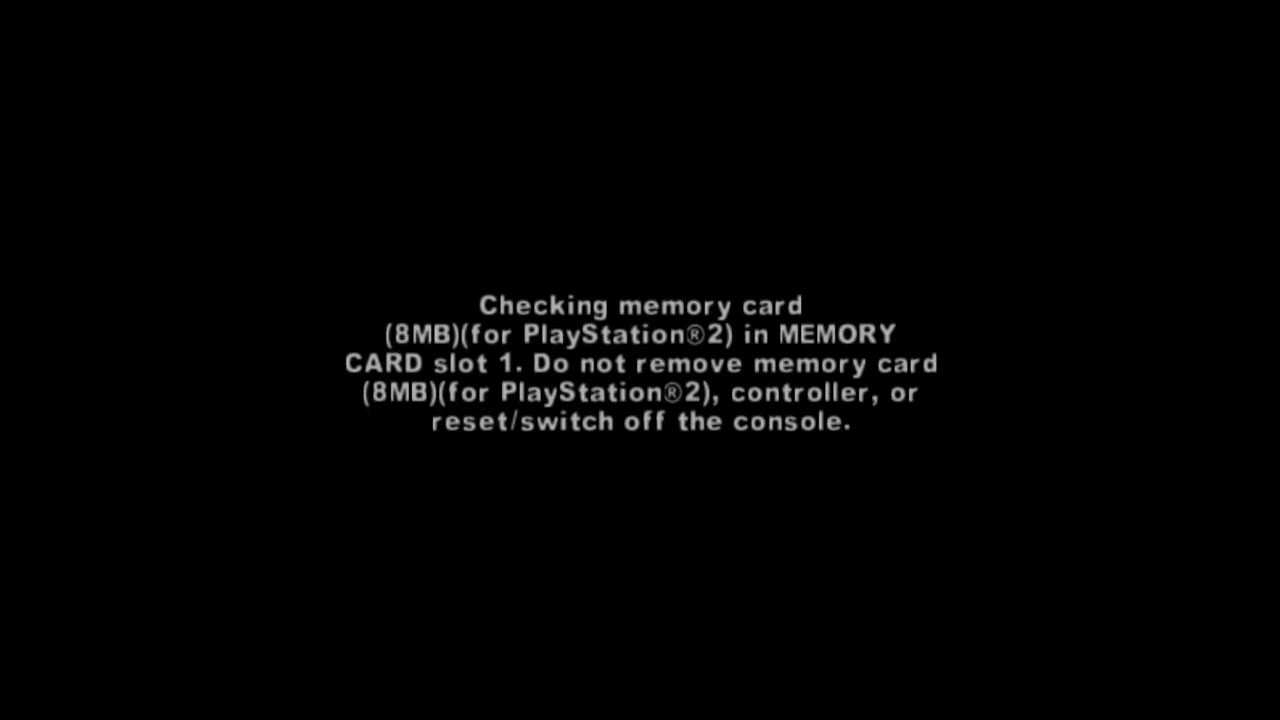 Checking memory card
(8MB)(for PlayStation®2) in MEMORY
CARD slot 1. Do not remove memory card
(8MB)(for PlayStation®2), controller, or
reset/switch off the console.